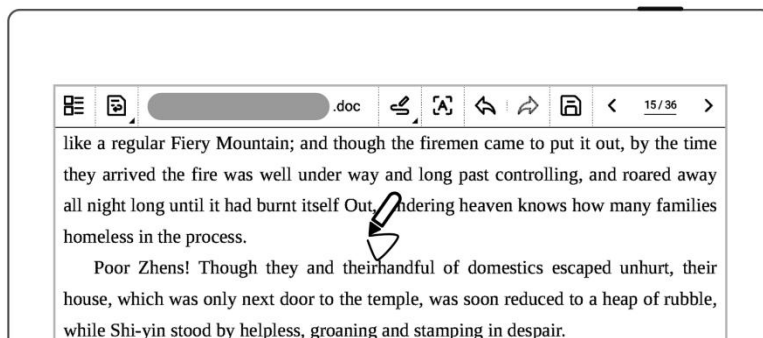 .doc
15/36
like a regular Fiery Mountain; and though the firemen came to put it out, by the time
they arrived the fire was well under way and long past controlling, and roared away
all night long until it had burnt itself Out, ndering heaven knows how many families
homeless in the process.
Poor Zhens! Though they and their handful of domestics escaped unhurt, their
house, which was only next door to the temple, was soon reduced to a heap of rubble,
while Shi-yin stood by helpless, groaning and stamping in despair.